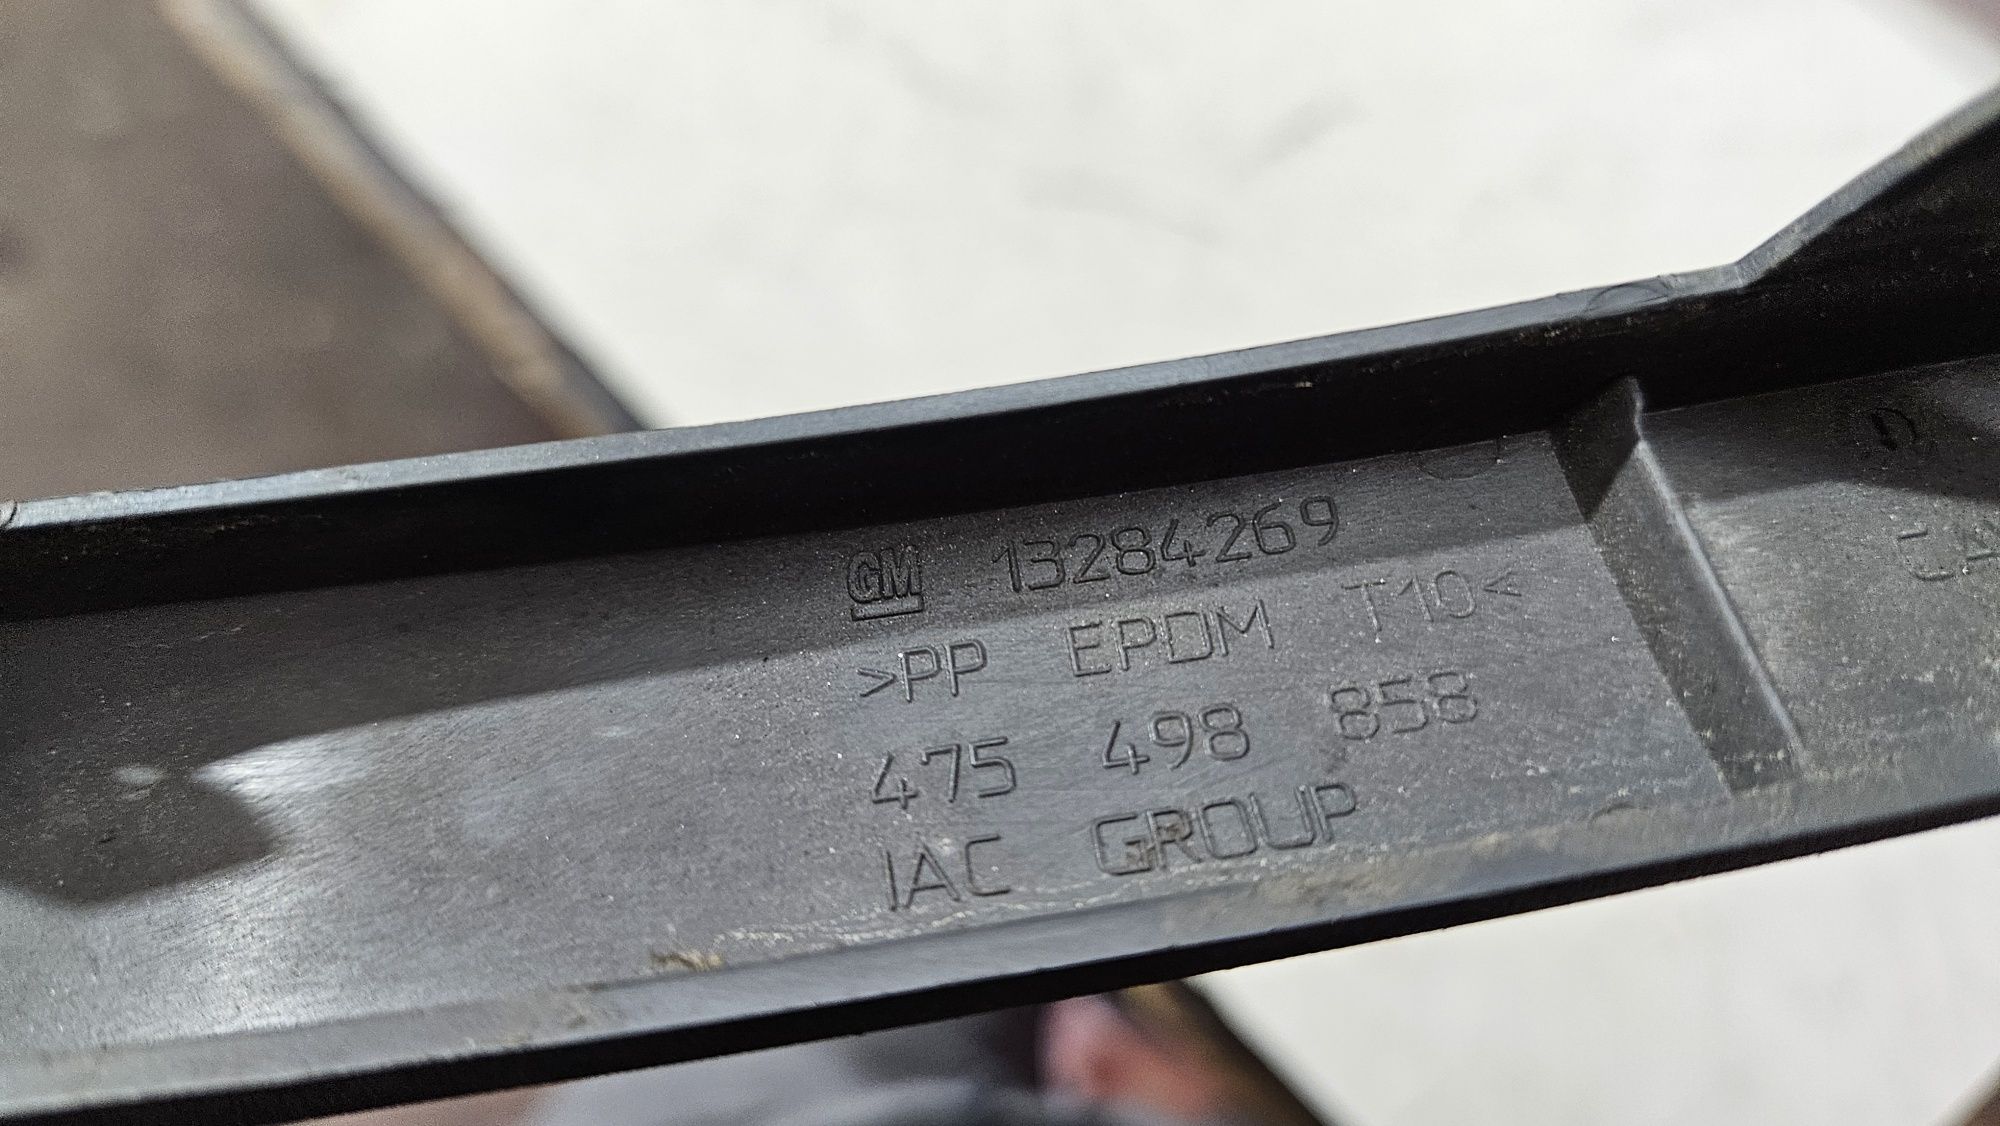 GM 13284269
>PP EPDM T10<
475 498 858
IAC GROUP